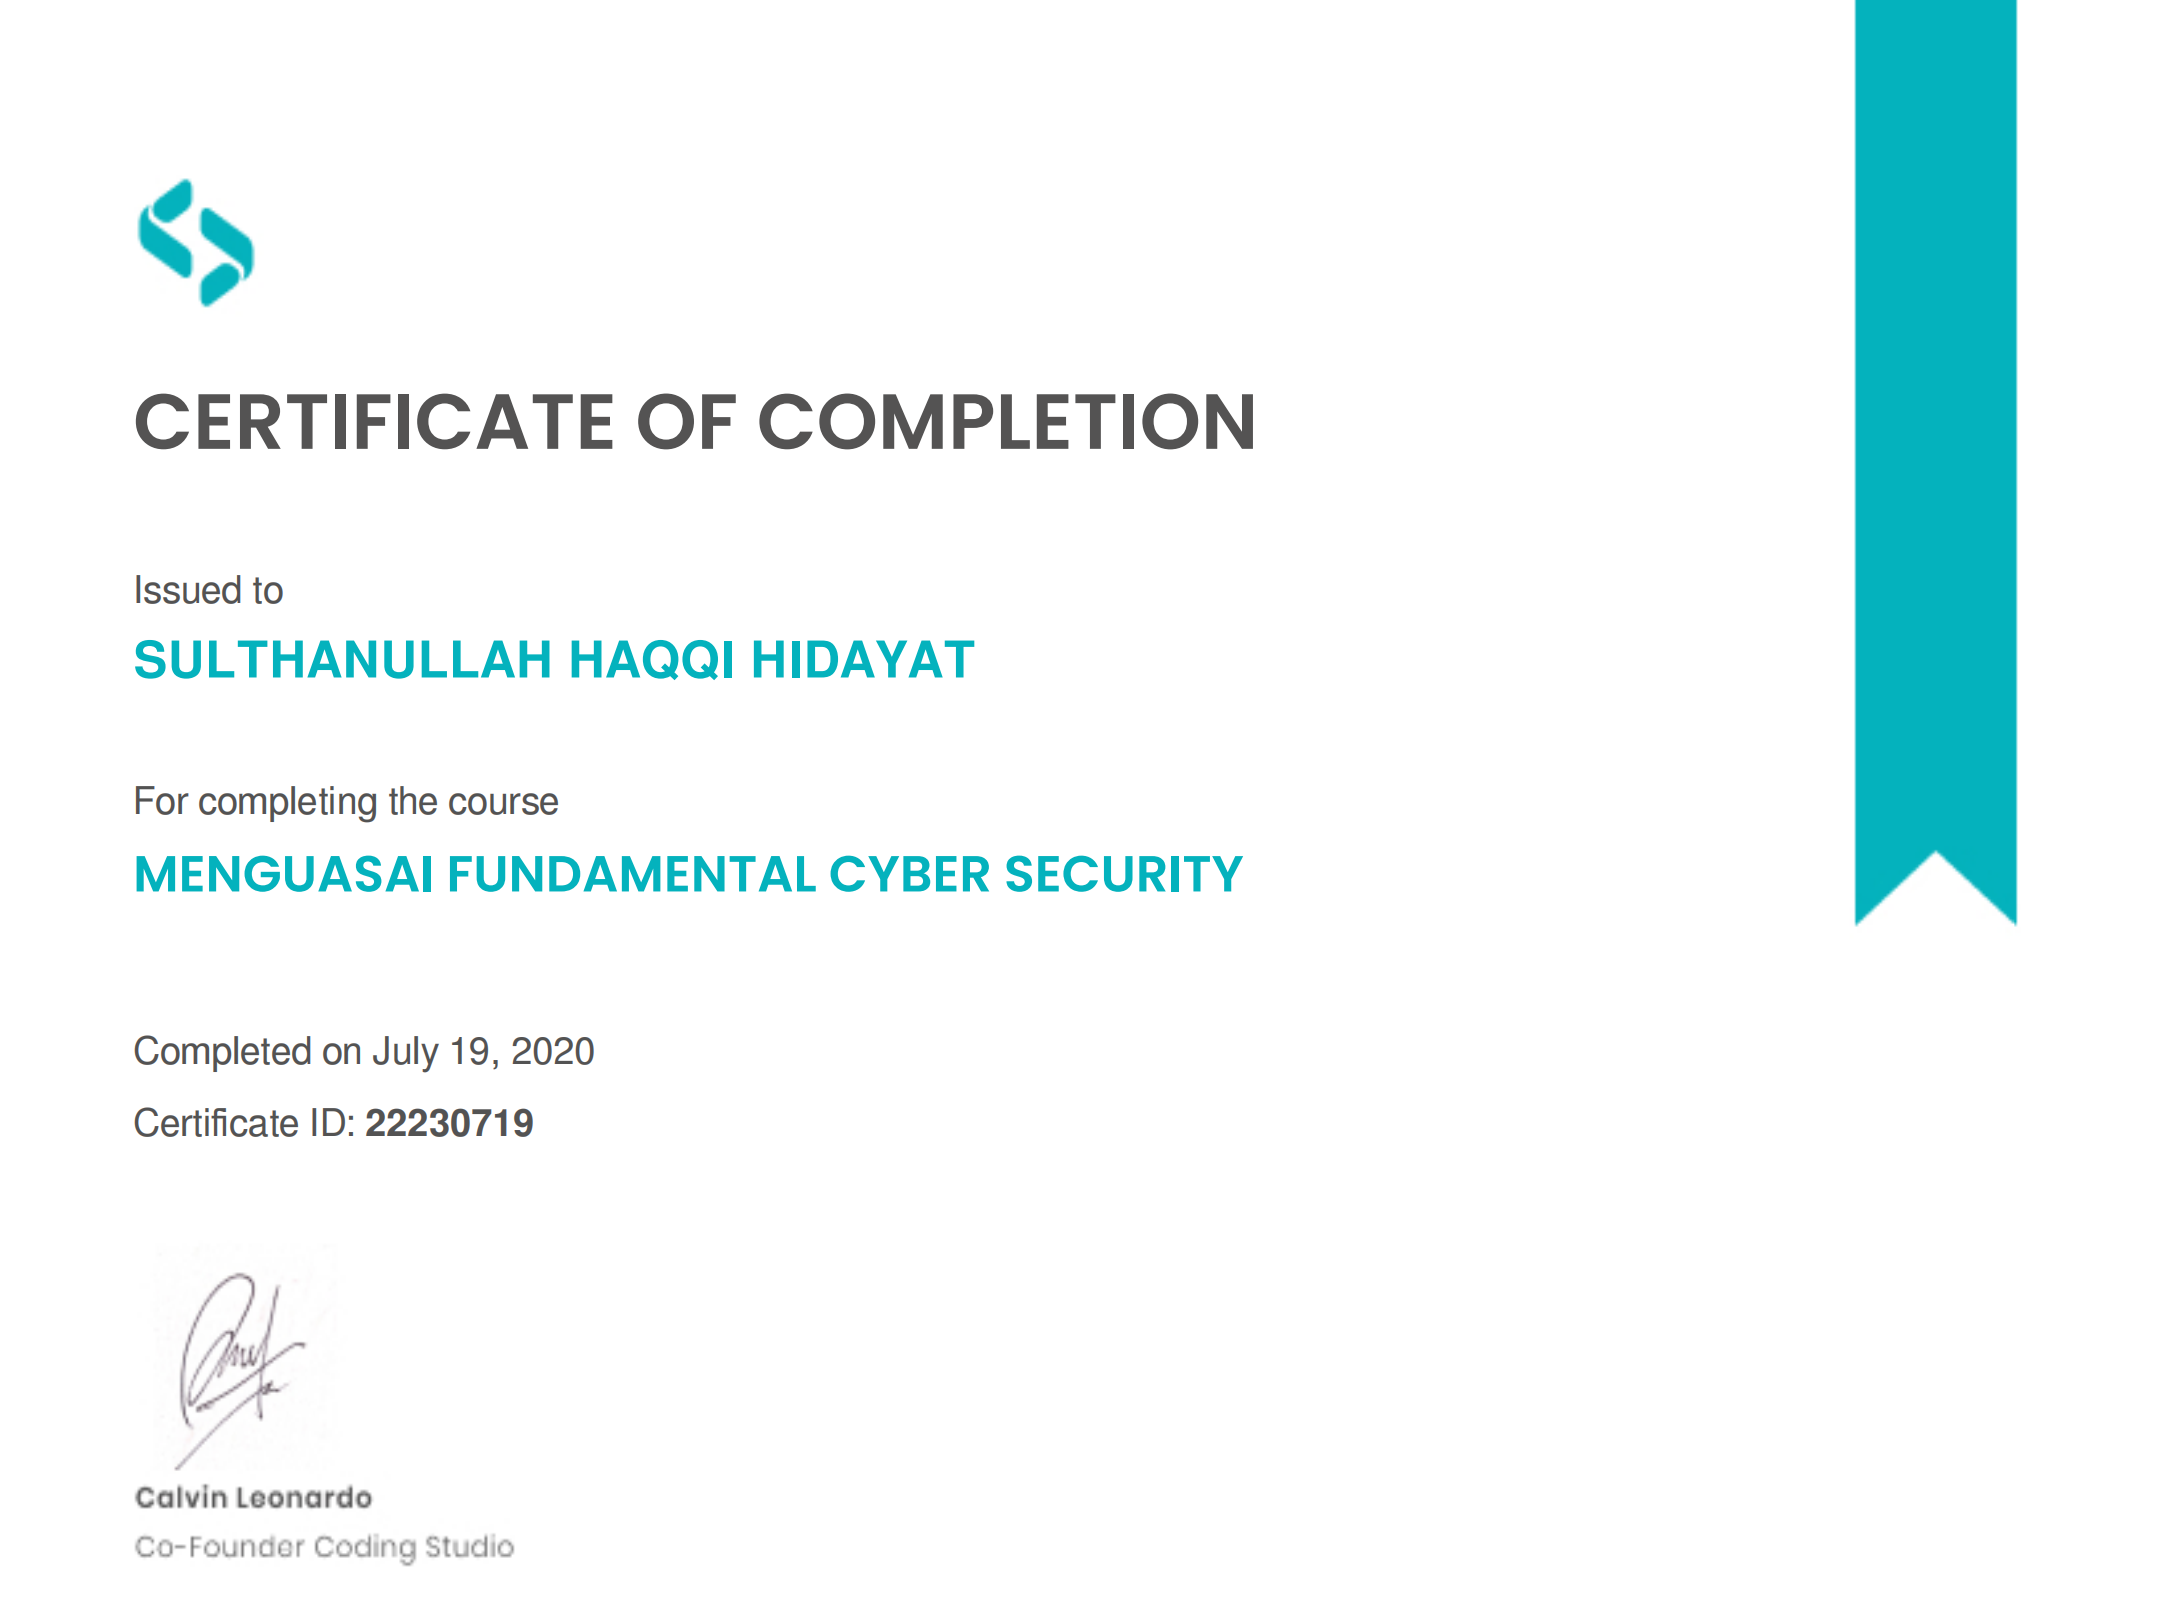 CERTIFICATE OF COMPLETION
Issued to
SULTHANULLAH HAQQI HIDAYAT
For completing the course
MENGUASAI FUNDAMENTAL CYBER SECURITY
Completed on July 19, 2020
Certificate ID: 22230719
Calvin Leonardo
Co-Founder Coding Studio